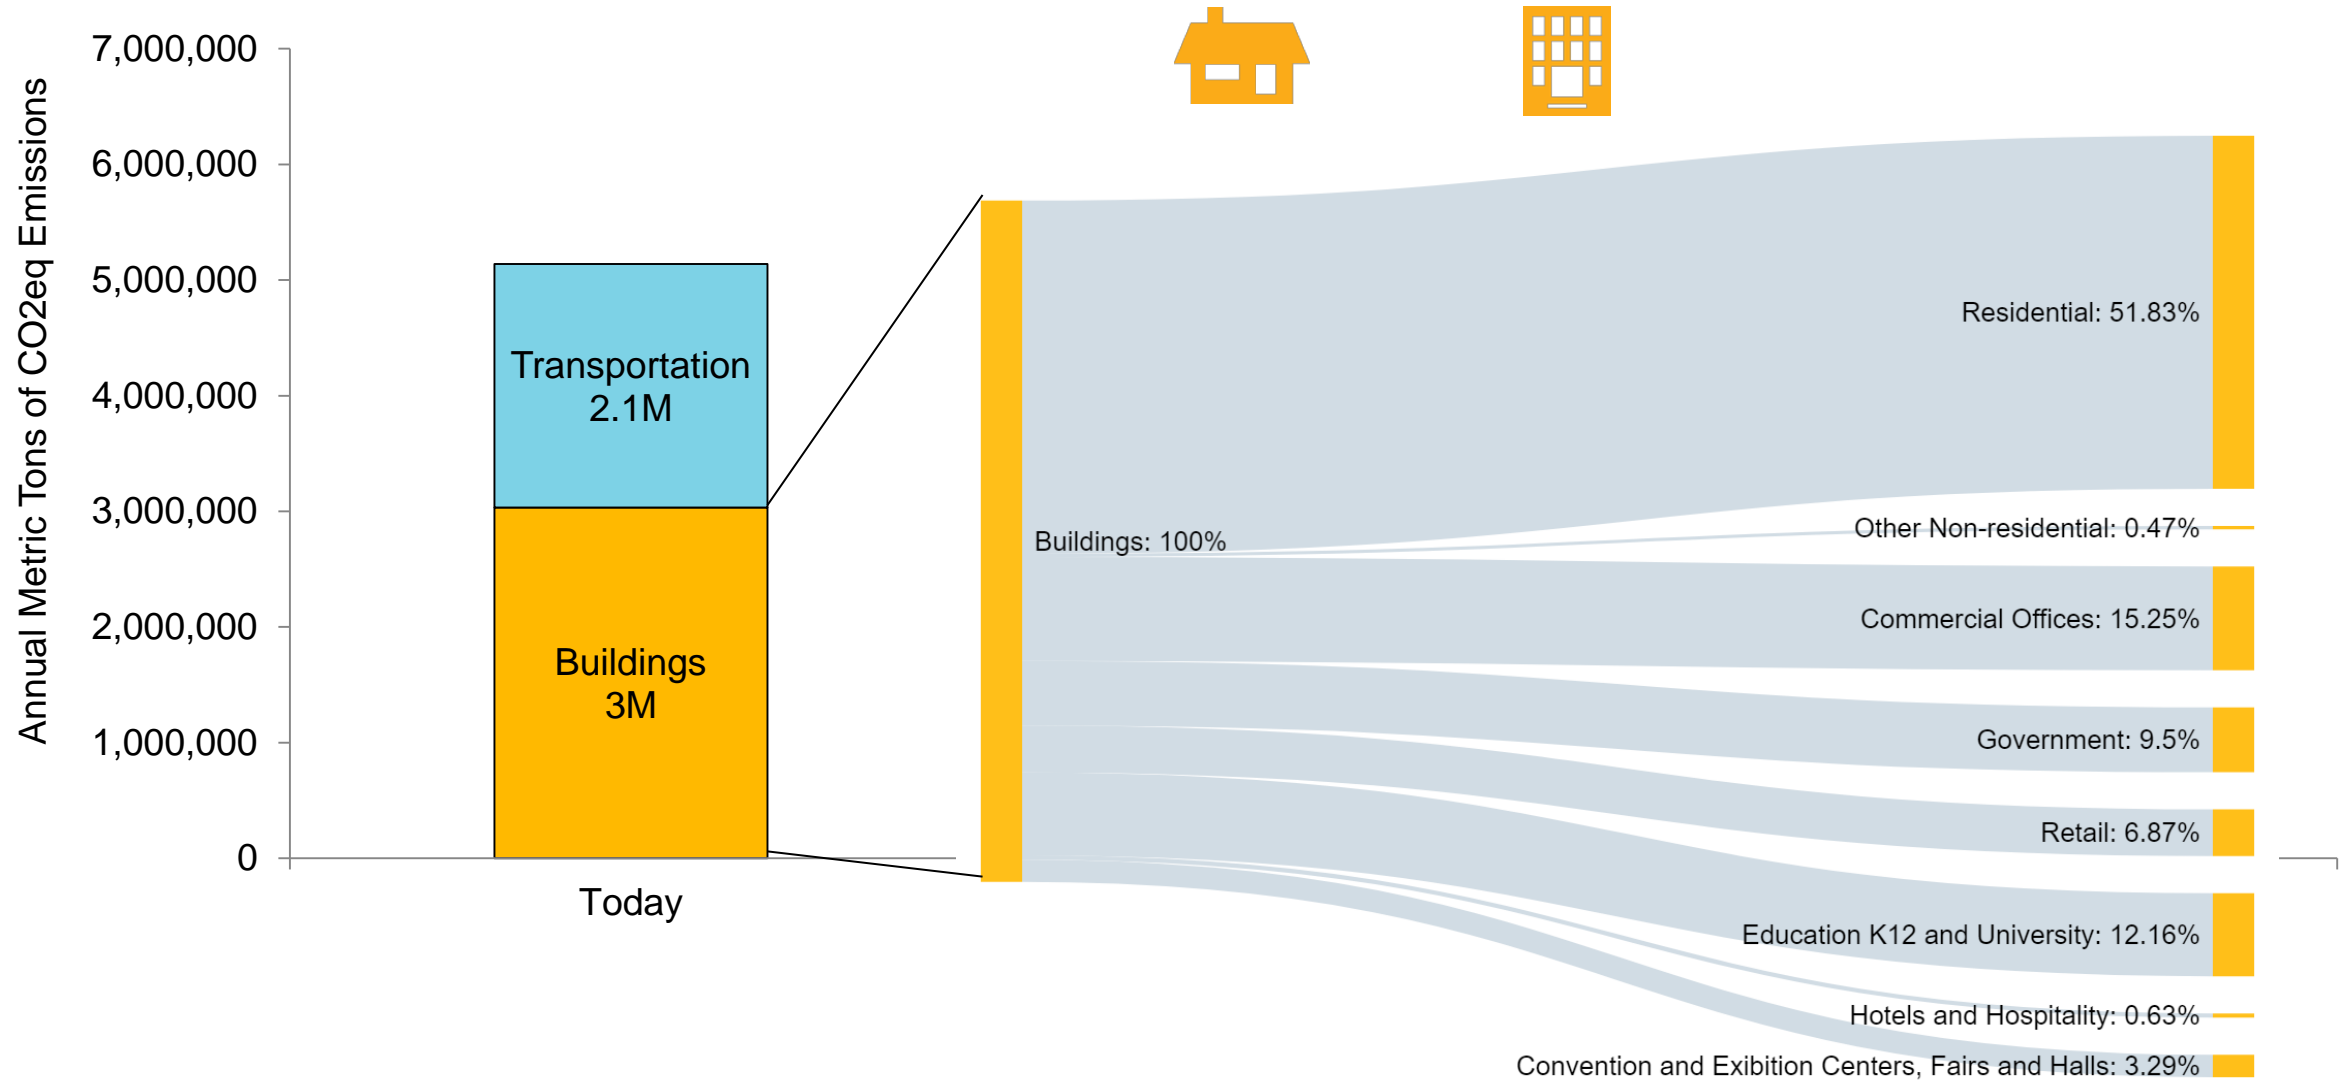 Annual Metric Tons of CO2eq Emissions
7,000,000
6,000,000
5,000,000
4,000,000
3,000,000
2,000,000
1,000,000
0
Transportation
2.1M
Buildings
3M
Today
Buildings: 100%
Residential: 51.83%
Other Non-residential: 0.47%
Commercial Offices: 15.25%
Government: 9.5%
Retail: 6.87%
Education K12 and University: 12.16%
Hotels and Hospitality: 0.63%
Convention and Exibition Centers, Fairs and Halls: 3.29%